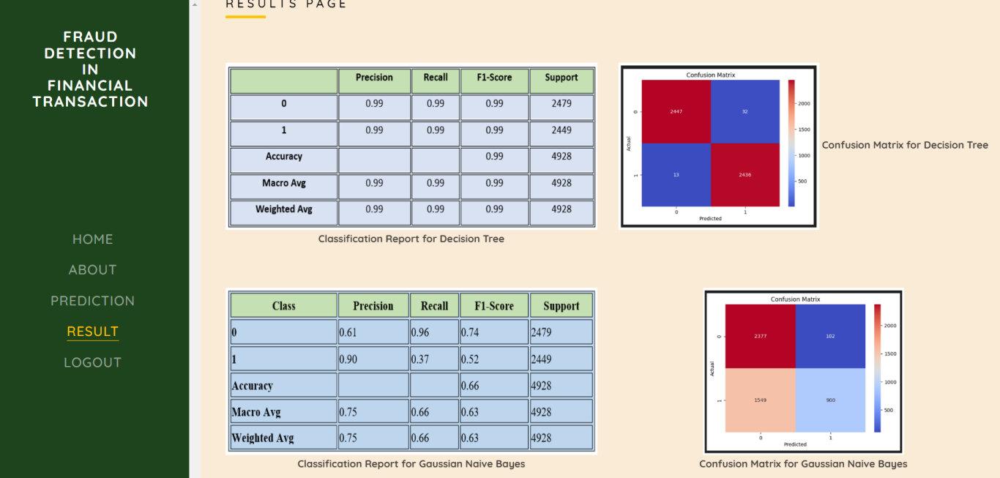 FRAUD
DETECTION
IN
FINANCIAL
TRANSACTION
HOME
ABOUT
PREDICTION
RESULT
LOGOUT
RESULTS PAGE
Precision Recall F1-Score Support
0 0.99 0.99 0.99 2479
1 0.99 0.99 0.99 2449
Accuracy 0.99 4928
Macro Avg 0.99 0.99 0.99 4928
Weighted Avg 0.99 0.99 0.99 4928
Classification Report for Decision Tree
Confusion Matrix
0 2447 32
1 13 2436
0 1
Actual
Predicted
2000
1500
1000
500
Confusion Matrix for Decision Tree
Class Precision Recall F1-Score Support
0 0.61 0.96 0.74 2479
1 0.90 0.37 0.52 2449
Accuracy 0.66 4928
Macro Avg 0.75 0.66 0.63 4928
Weighted Avg 0.75 0.66 0.63 4928
Classification Report for Gaussian Naive Bayes
Confusion Matrix
0 2377 102
1 1549 900
0 1
Actual
Predicted
2000
1500
1000
500
Confusion Matrix for Gaussian Naive Bayes